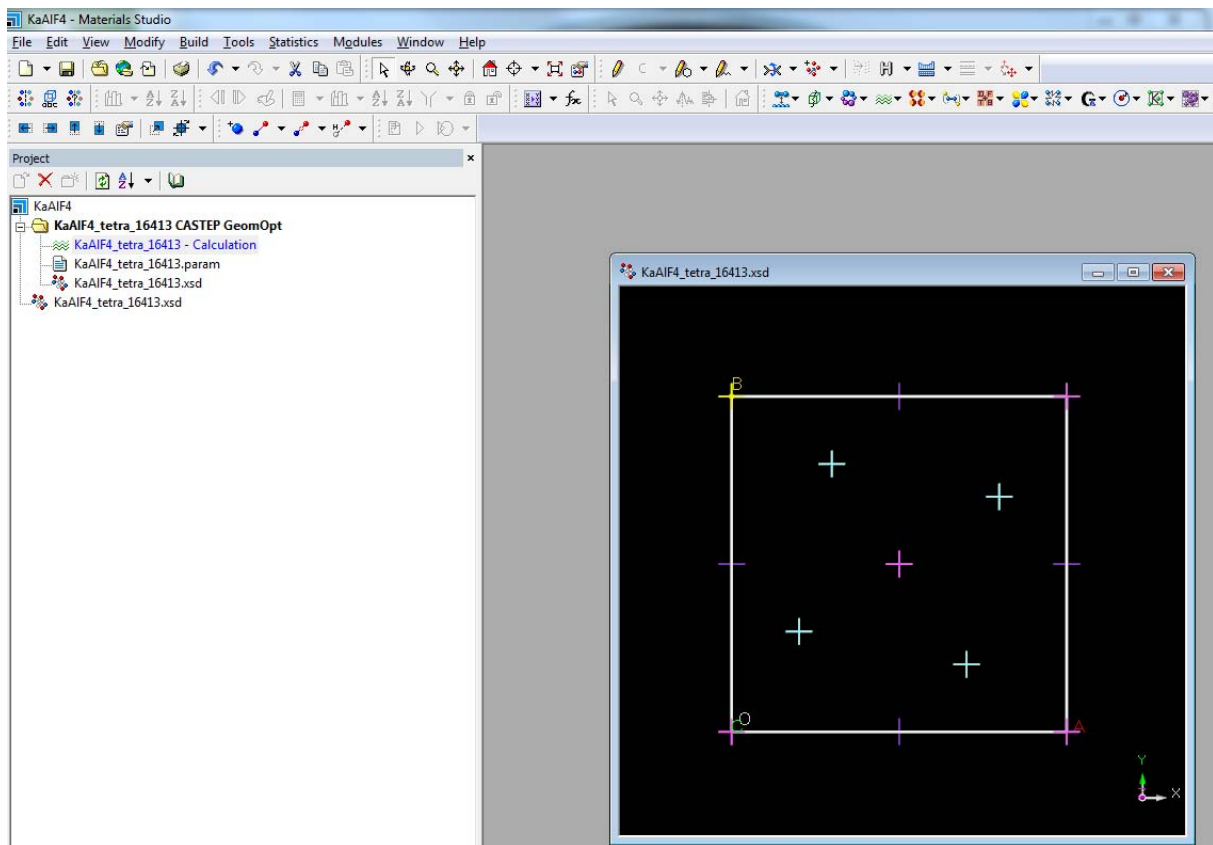 KaAlF4 - Materials Studio
File Edit View Modify Build Tools Statistics Modules Window Help
Project
KaAlF4
KaAlF4_tetra_16413 CASTEP GeomOpt
KaAlF4_tetra_16413 - Calculation
KaAlF4_tetra_16413.param
KaAlF4_tetra_16413.xsd
KaAlF4_tetra_16413.xsd
KaAlF4_tetra_16413.xsd
B
C O A
Y
X